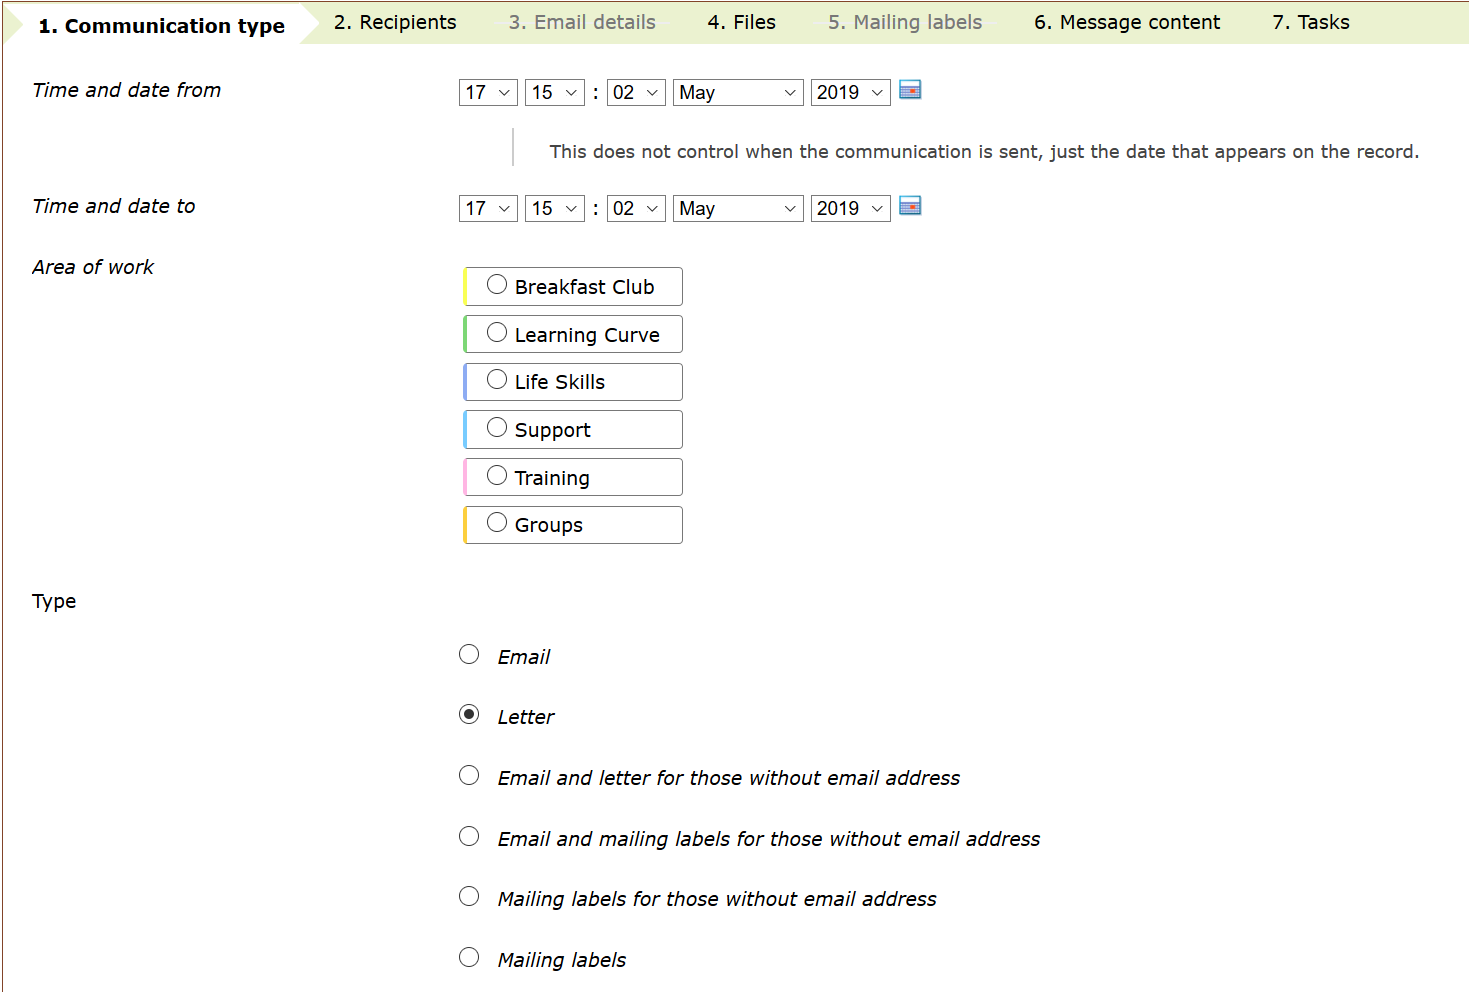 1. Communication type 2. Recipients 3. Email details 4. Files 5. Mailing labels 6. Message content 7. Tasks
Time and date from 17 15 : 02 May 2019
This does not control when the communication is sent, just the date that appears on the record.
Time and date to 17 15 : 02 May 2019
Area of work
Breakfast Club
Learning Curve
Life Skills
Support
Training
Groups
Type
Email
Letter
Email and letter for those without email address
Email and mailing labels for those without email address
Mailing labels for those without email address
Mailing labels